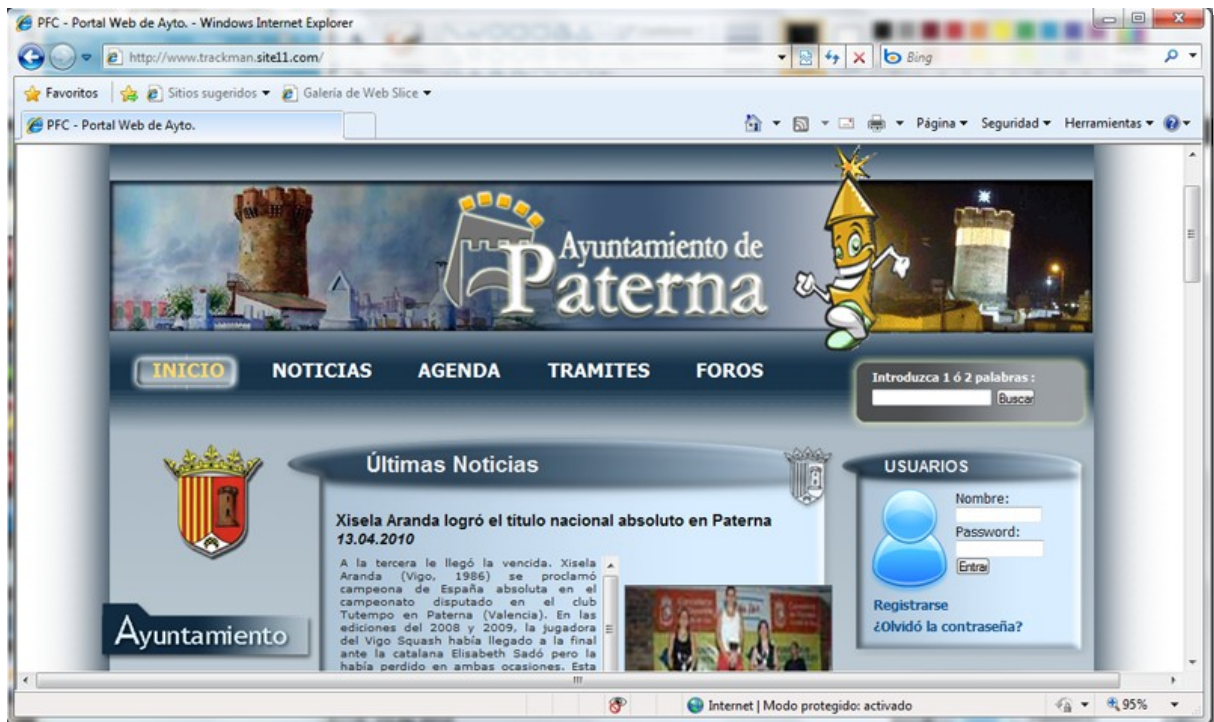 PFC - Portal Web de Ayto. - Windows Internet Explorer
http://www.trackman.site11.com/
Bing
Favoritos
Sitios sugeridos
Galería de Web Slice
PFC - Portal Web de Ayto.
Página
Seguridad
Herramientas
Ayuntamiento de
Paterna
INICIO
NOTICIAS
AGENDA
TRAMITES
FOROS
Introduzca 1 ó 2 palabras :
Buscar
Últimas Noticias
Xisela Aranda logró el título nacional absoluto en Paterna
13.04.2010
A la tercera le llegó la vencida. Xisela
Aranda (Vigo, 1986) se proclamó
campeona de España absoluta en el
campeonato disputado en el club
Tutempo en Paterna (Valencia). En las
ediciones del 2008 y 2009, la jugadora
del Vigo Squash había llegado a la final
ante la catalana Elisabeth Sadó pero la
había perdido en ambas ocasiones. Esta
USUARIOS
Nombre:
Password:
Entrar
Registrarse
¿Olvidó la contraseña?
Ayuntamiento
Internet | Modo protegido: activado
95%